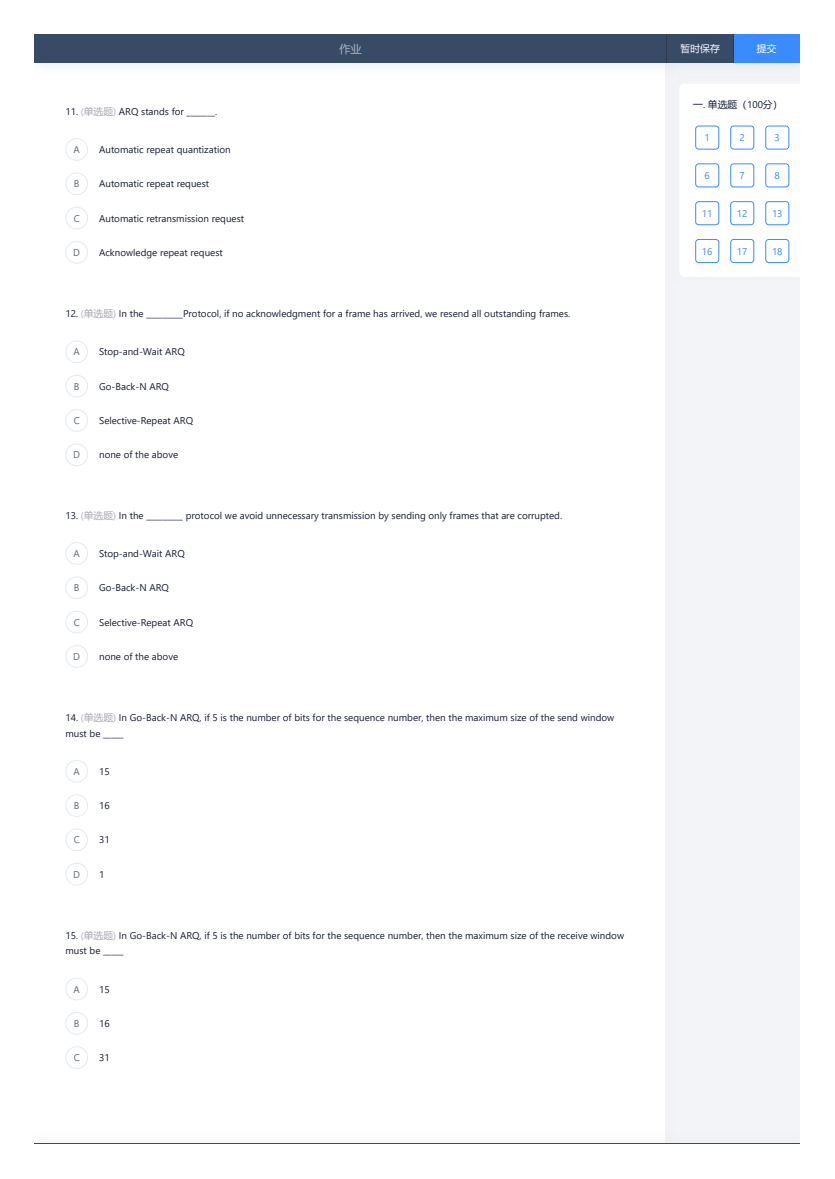 作业
暂时保存
提交
11. (单选题) ARQ stands for ______.
A Automatic repeat quantization
B Automatic repeat request
C Automatic retransmission request
D Acknowledge repeat request
12. (单选题) In the ________Protocol, if no acknowledgment for a frame has arrived, we resend all outstanding frames.
A Stop-and-Wait ARQ
B Go-Back-N ARQ
C Selective-Repeat ARQ
D none of the above
13. (单选题) In the ________ protocol we avoid unnecessary transmission by sending only frames that are corrupted.
A Stop-and-Wait ARQ
B Go-Back-N ARQ
C Selective-Repeat ARQ
D none of the above
14. (单选题) In Go-Back-N ARQ, if 5 is the number of bits for the sequence number, then the maximum size of the send window
must be ____
A 15
B 16
C 31
D 1
15. (单选题) In Go-Back-N ARQ, if 5 is the number of bits for the sequence number, then the maximum size of the receive window
must be ____
A 15
B 16
C 31
一. 单选题（100分）
1 2 3
6 7 8
11 12 13
16 17 18